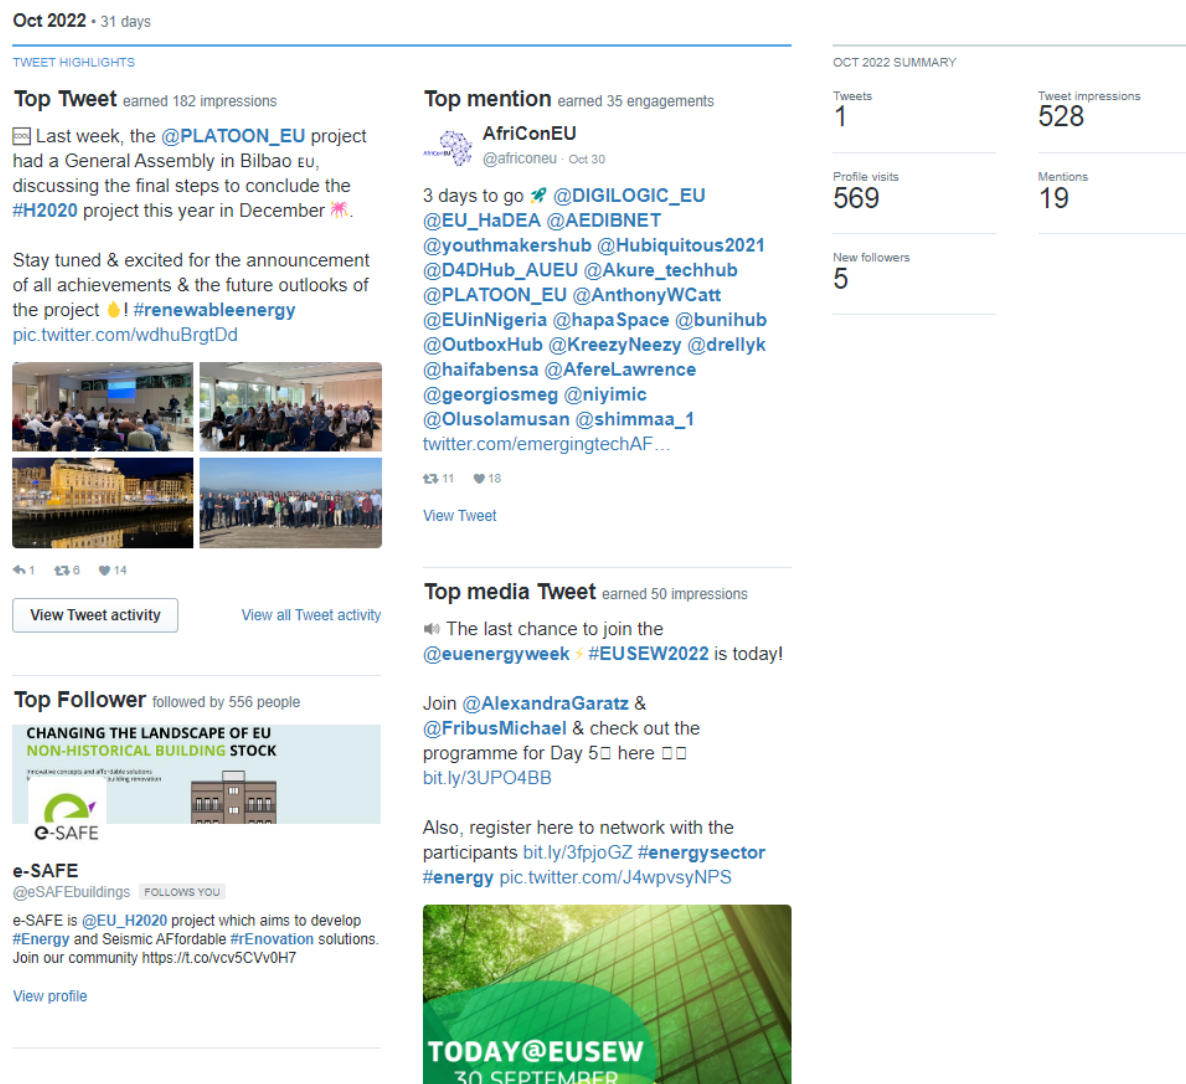 Oct 2022 • 31 days
TWEET HIGHLIGHTS
Top Tweet earned 182 impressions
Last week, the @PLATOON_EU project
had a General Assembly in Bilbao EU,
discussing the final steps to conclude the
#H2020 project this year in December 🌴.
Stay tuned & excited for the announcement
of all achievements & the future outlooks of
the project 👌! #renewableenergy
pic.twitter.com/wdhuBrgtDd
1 6 14
View Tweet activity View all Tweet activity
Top Follower followed by 556 people
CHANGING THE LANDSCAPE OF EU
NON-HISTORICAL BUILDING STOCK
Innovative concepts and affordable solutions
building renovation
e-SAFE
e-SAFE
@eSAFEbuildings FOLLOWS YOU
e-SAFE is @EU_H2020 project which aims to develop
#Energy and Seismic AFfordable #rEnovation solutions.
Join our community https://t.co/vcv5CVv0H7
View profile
Top mention earned 35 engagements
AfriConEU
AfriConEU
@africoneu · Oct 30
3 days to go 🚀 @DIGILOGIC_EU
@EU_HaDEA @AEDIBNET
@youthmakershub @Hubiquitous2021
@D4DHub_AUEU @Akure_techhub
@PLATOON_EU @AnthonyWCatt
@EUinNigeria @hapaSpace @bunihub
@OutboxHub @KreezyNeezy @drellyk
@haifabensa @AfereLawrence
@georgiosmeg @niyimic
@Olusolamusan @shimmaa_1
twitter.com/emergingtechAF…
11 18
View Tweet
Top media Tweet earned 50 impressions
🔊 The last chance to join the
@euenergyweek ⚡ #EUSEW2022 is today!
Join @AlexandraGaratz &
@FribusMichael & check out the
programme for Day 5 here
bit.ly/3UPO4BB
Also, register here to network with the
participants bit.ly/3fpjoGZ #energysector
#energy pic.twitter.com/J4wpvsyNPS
TODAY@EUSEW
30 SEPTEMBER
OCT 2022 SUMMARY
Tweets
1
Tweet impressions
528
Profile visits
569
Mentions
19
New followers
5